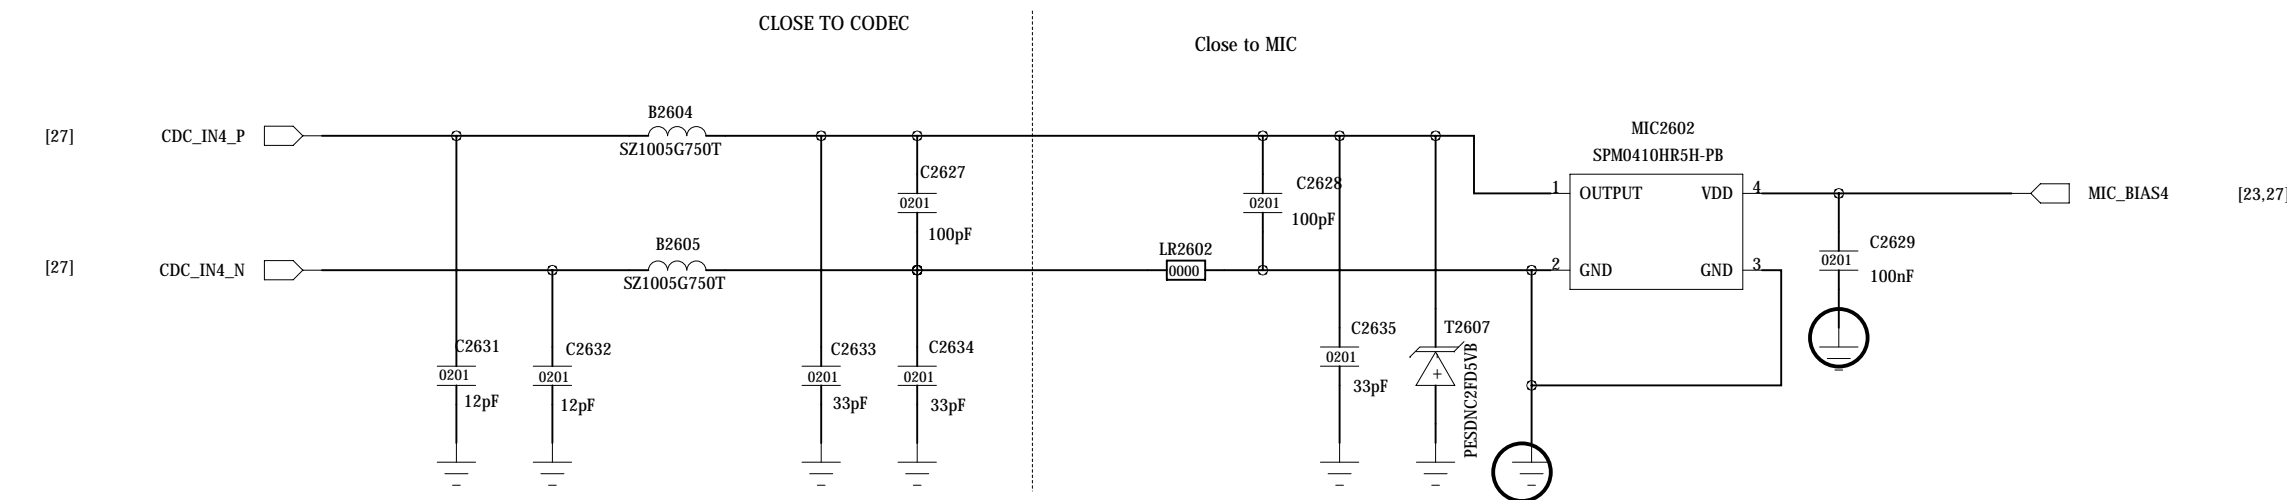 CLOSE TO CODEC
Close to MIC
B2604
[27] CDC_IN4_P
SZ1005G750T
MIC2602
SPM0410HR5H-PB
C2627
0201
100pF
C2628
0201
100pF
1 OUTPUT VDD 4
MIC_BIAS4 [23,27]
B2605
[27] CDC_IN4_N
SZ1005G750T
LR2602
0000
2 GND GND 3
C2629
0201
100nF
C2631
0201
12pF
C2632
0201
12pF
C2633
0201
33pF
C2634
0201
33pF
C2635
0201
33pF
T2607
PESDNC2FD5VB